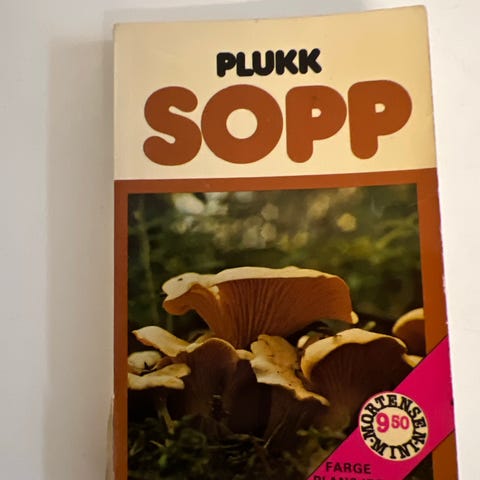 PLUKK
SOPP
MORTENSEN
9 50
MINI
FARGE